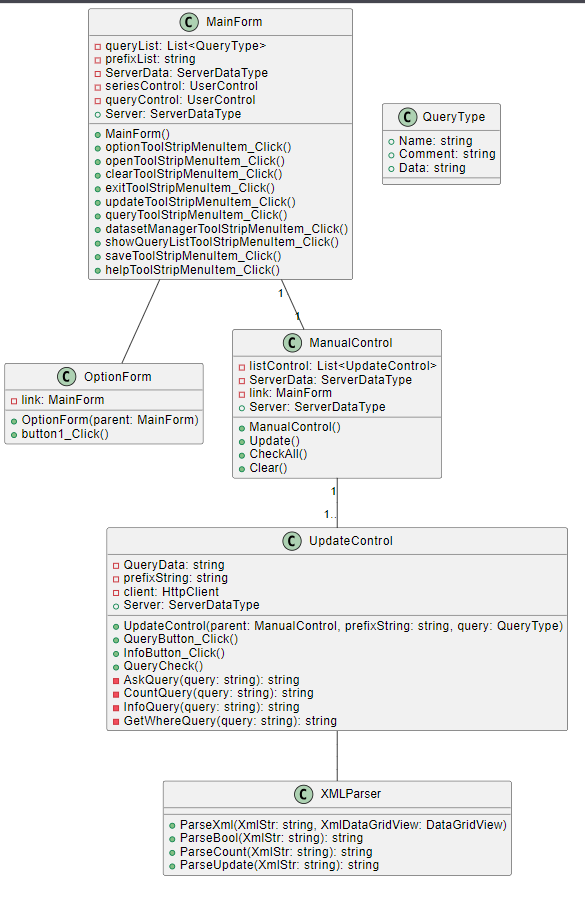 C MainForm
queryList: List<QueryType>
prefixList: string
ServerData: ServerDataType
seriesControl: UserControl
queryControl: UserControl
Server: ServerDataType
MainForm()
optionToolStripMenuItem_Click()
openToolStripMenuItem_Click()
clearToolStripMenuItem_Click()
exitToolStripMenuItem_Click()
updateToolStripMenuItem_Click()
queryToolStripMenuItem_Click()
datasetManagerToolStripMenuItem_Click()
showQueryListToolStripMenuItem_Click()
saveToolStripMenuItem_Click()
helpToolStripMenuItem_Click()
C QueryType
Name: string
Comment: string
Data: string
1
1
C OptionForm
link: MainForm
OptionForm(parent: MainForm)
button1_Click()
C ManualControl
listControl: List<UpdateControl>
ServerData: ServerDataType
link: MainForm
Server: ServerDataType
ManualControl()
Update()
CheckAll()
Clear()
1
1..
C UpdateControl
QueryData: string
prefixString: string
client: HttpClient
Server: ServerDataType
UpdateControl(parent: ManualControl, prefixString: string, query: QueryType)
QueryButton_Click()
InfoButton_Click()
QueryCheck()
AskQuery(query: string): string
CountQuery(query: string): string
InfoQuery(query: string): string
GetWhereQuery(query: string): string
C XMLParser
ParseXml(XmlStr: string, XmlDataGridView: DataGridView)
ParseBool(XmlStr: string): string
ParseCount(XmlStr: string): string
ParseUpdate(XmlStr: string): string